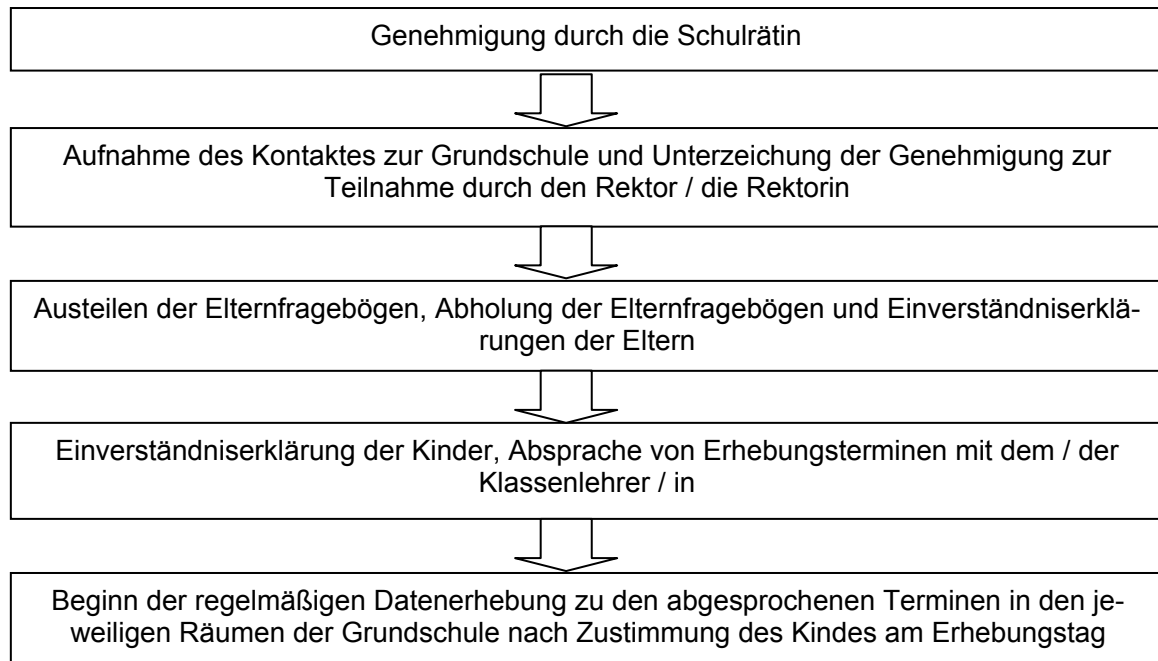 Genehmigung durch die Schulrätin
Aufnahme des Kontaktes zur Grundschule und Unterzeichung der Genehmigung zur
Teilnahme durch den Rektor / die Rektorin
Austeilen der Elternfragebögen, Abholung der Elternfragebögen und Einverständniserklä-
rungen der Eltern
Einverständniserklärung der Kinder, Absprache von Erhebungsterminen mit dem / der
Klassenlehrer / in
Beginn der regelmäßigen Datenerhebung zu den abgesprochenen Terminen in den je-
weiligen Räumen der Grundschule nach Zustimmung des Kindes am Erhebungstag